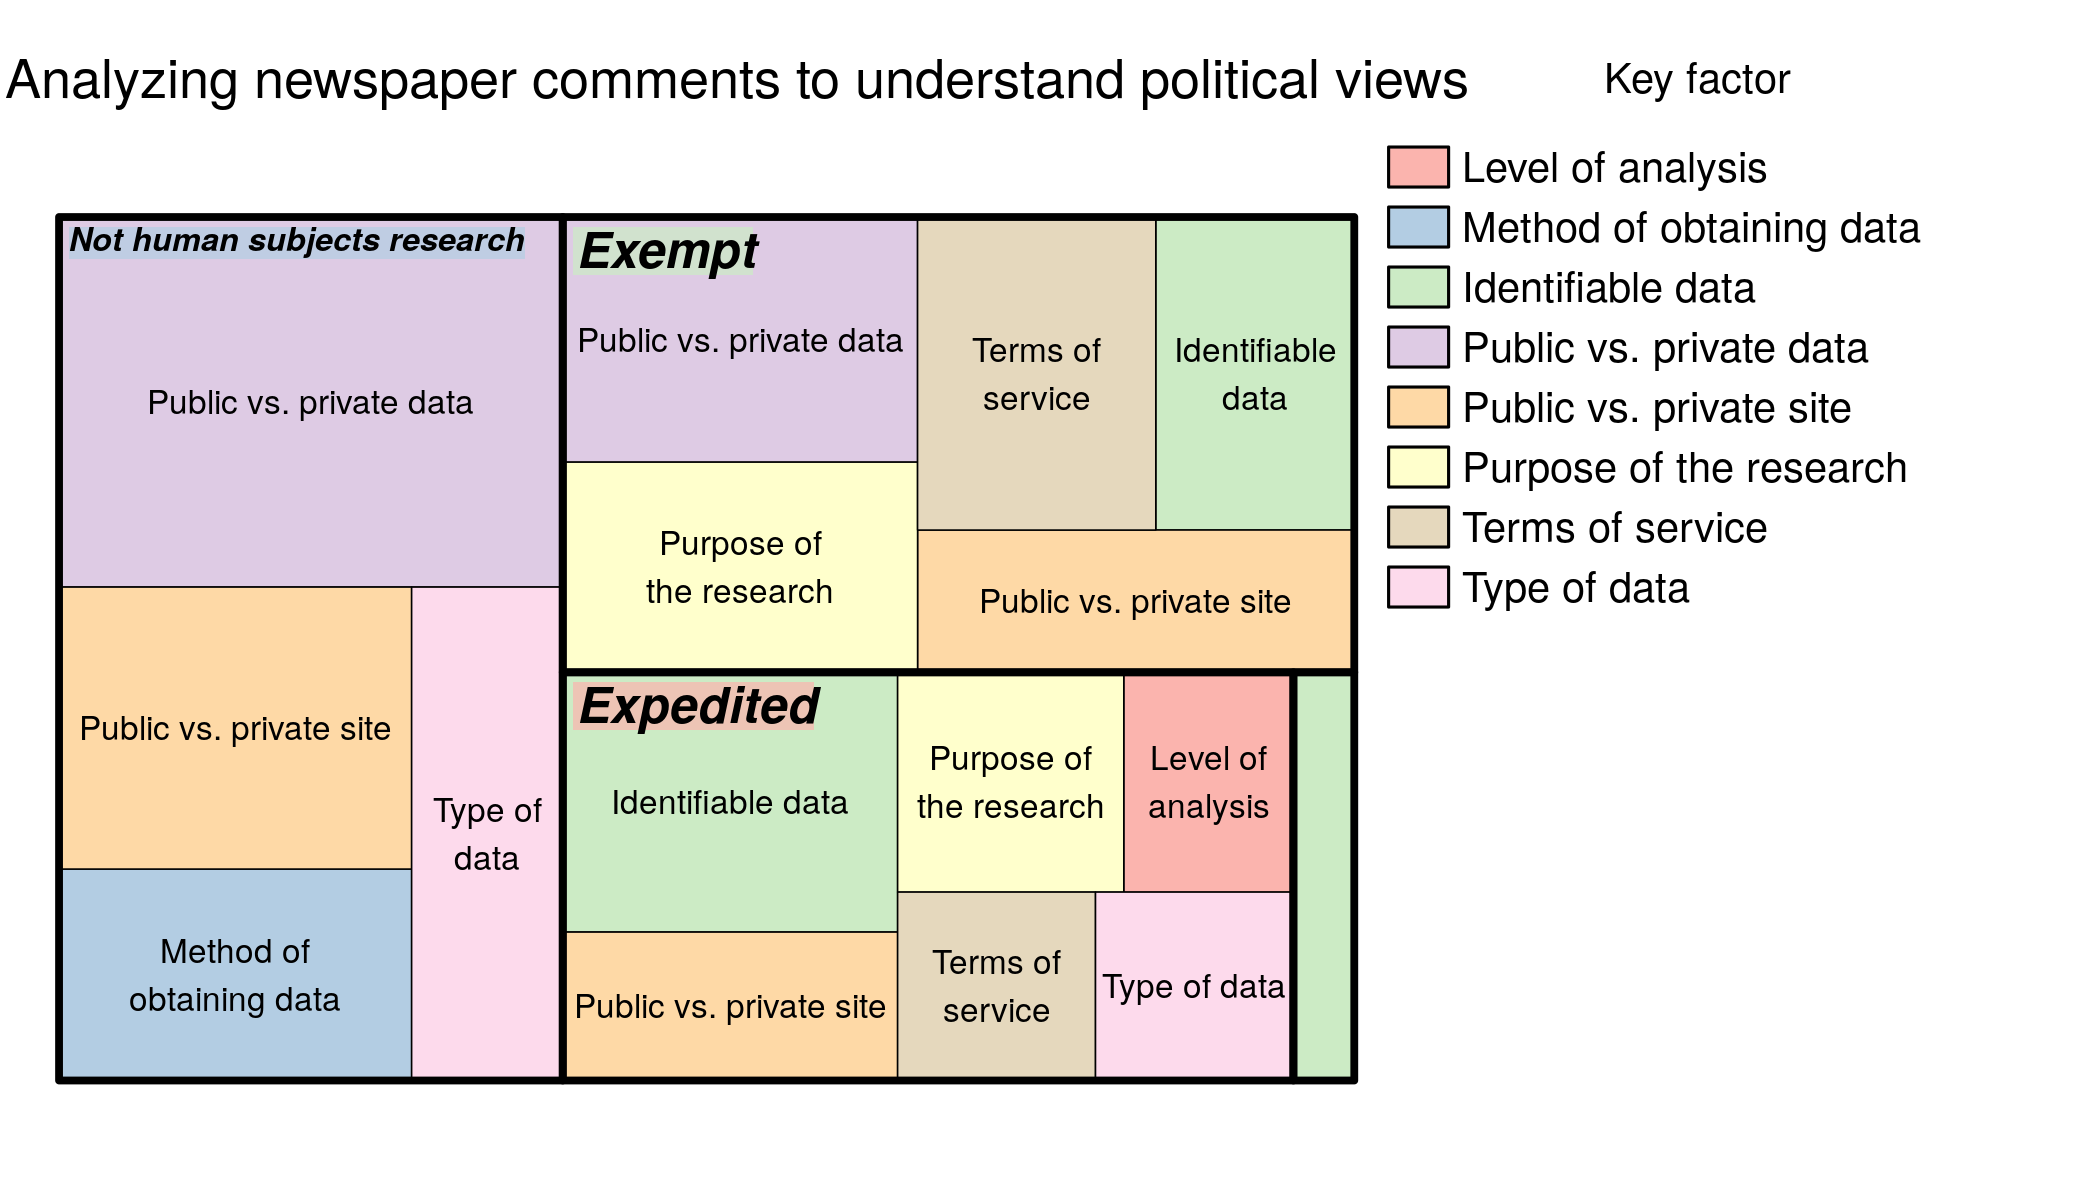 Analyzing newspaper comments to understand political views
Key factor
Level of analysis
Method of obtaining data
Identifiable data
Public vs. private data
Public vs. private site
Purpose of the research
Terms of service
Type of data
Not human subjects research
Public vs. private data
Public vs. private site
Method of
obtaining data
Type of
data
Exempt
Public vs. private data
Purpose of
the research
Terms of
service
Identifiable
data
Public vs. private site
Expedited
Identifiable data
Public vs. private site
Purpose of
the research
Level of
analysis
Terms of
service
Type of data